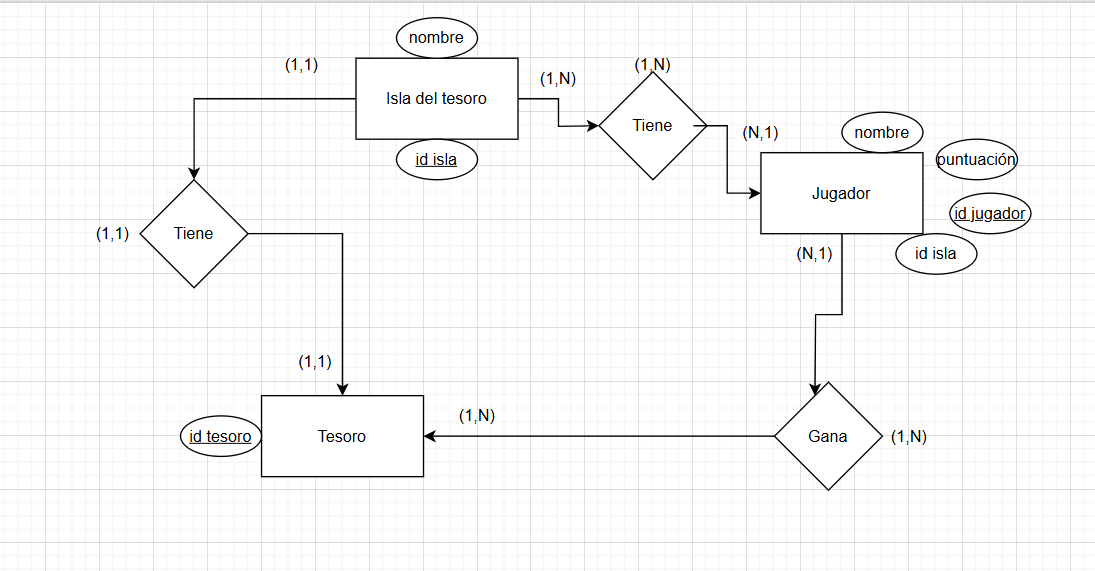 nombre
(1,1)
(1,N)
(1,N)
Isla del tesoro
Tiene
(N,1)
nombre
puntuación
id isla
Jugador
id jugador
(1,1)
Tiene
(N,1)
id isla
(1,1)
(1,N)
id tesoro
Tesoro
Gana
(1,N)